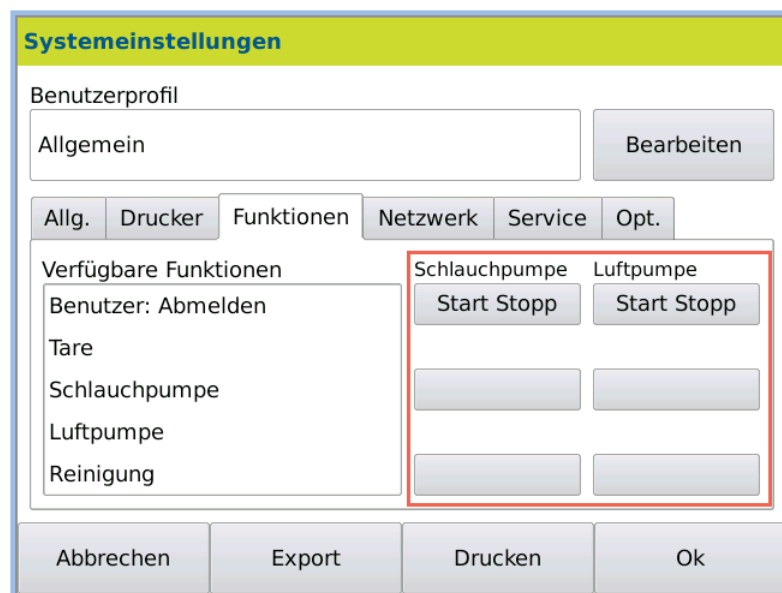 Systemeinstellungen
Benutzerprofil
Allgemein
Bearbeiten
Allg.
Drucker
Funktionen
Netzwerk
Service
Opt.
Verfügbare Funktionen
Benutzer: Abmelden
Tare
Schlauchpumpe
Luftpumpe
Reinigung
Schlauchpumpe
Luftpumpe
Start Stopp
Start Stopp
Abbrechen
Export
Drucken
Ok